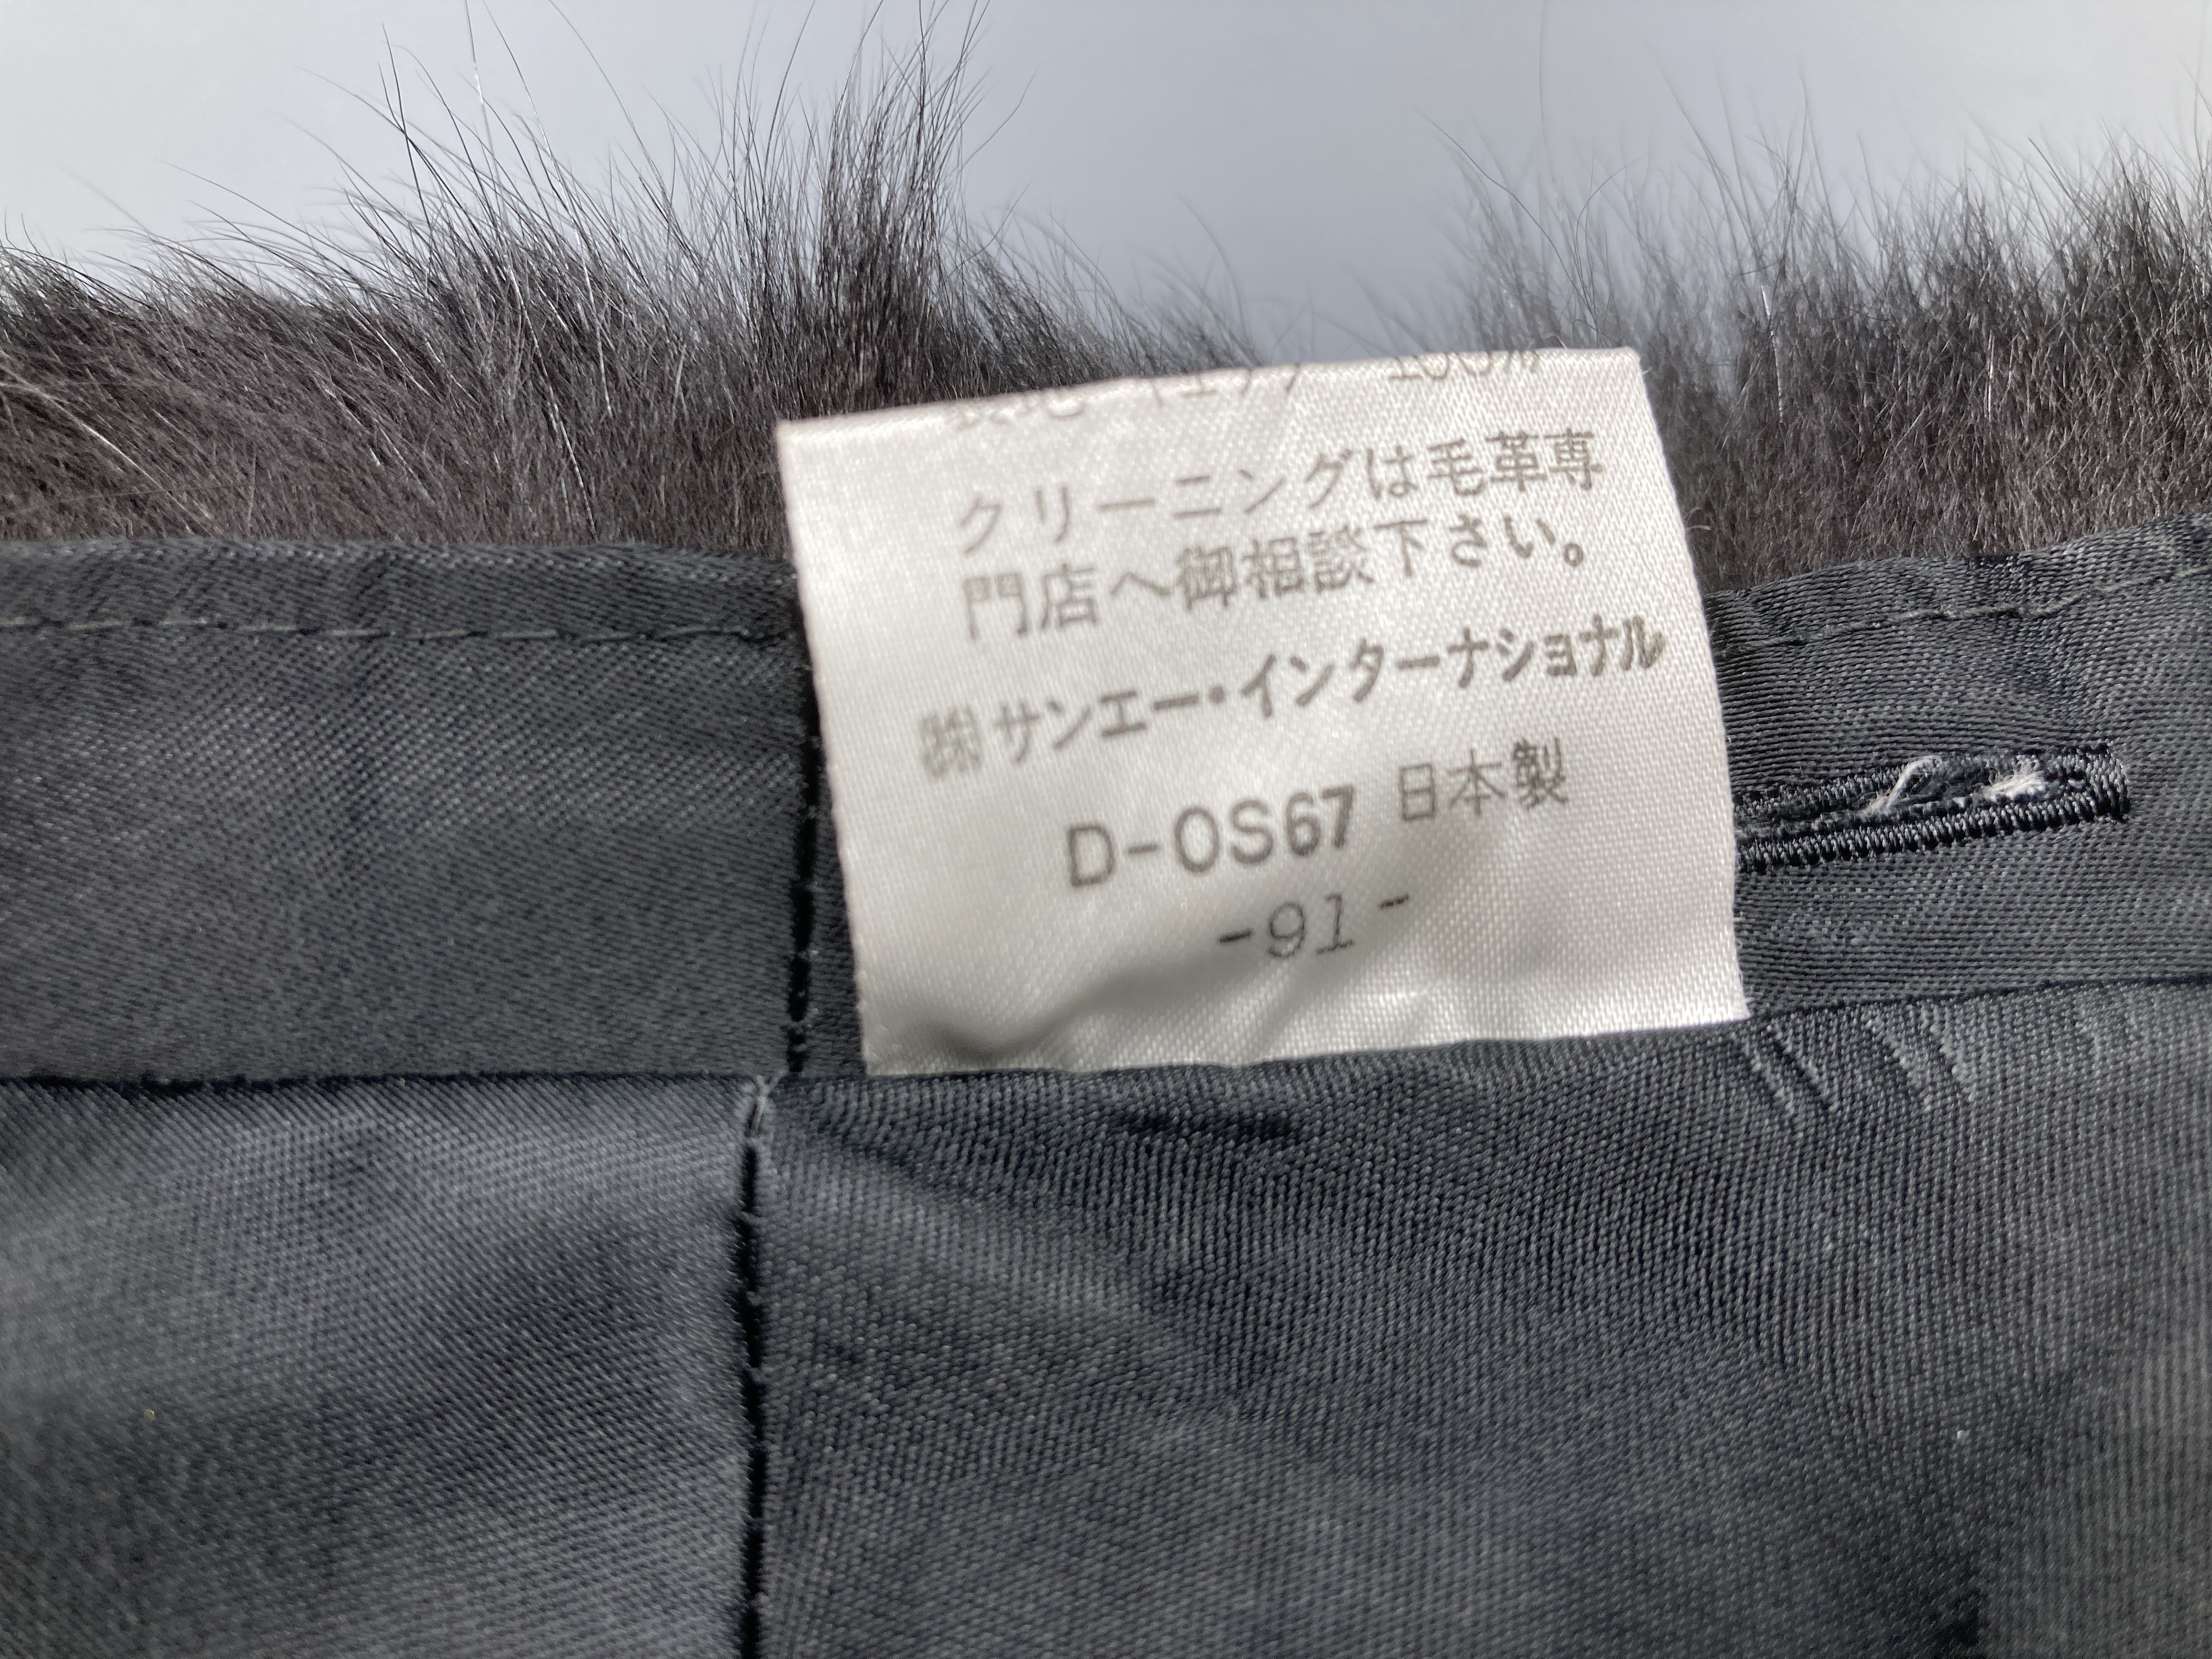 クリーニングは毛革専
門店へ御相談下さい。
㈱サンエー・インターナショナル
D-OS67 日本製
-91-